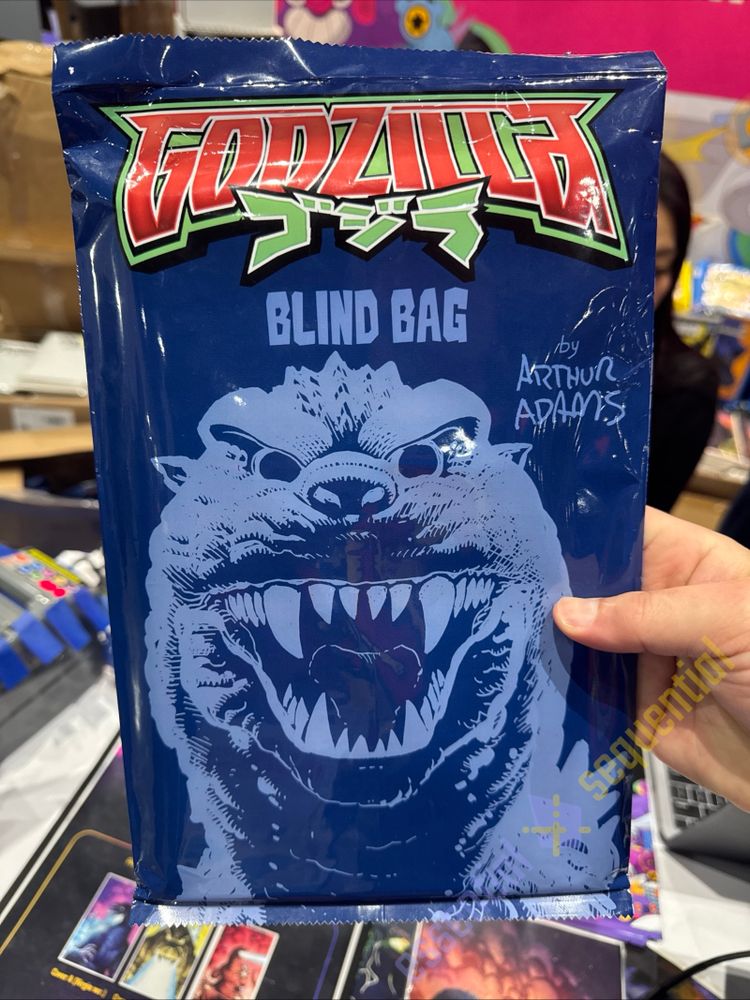 GODZILLA
ゴジラ
BLIND BAG
by
ARTHUR
ADAMS
sequential